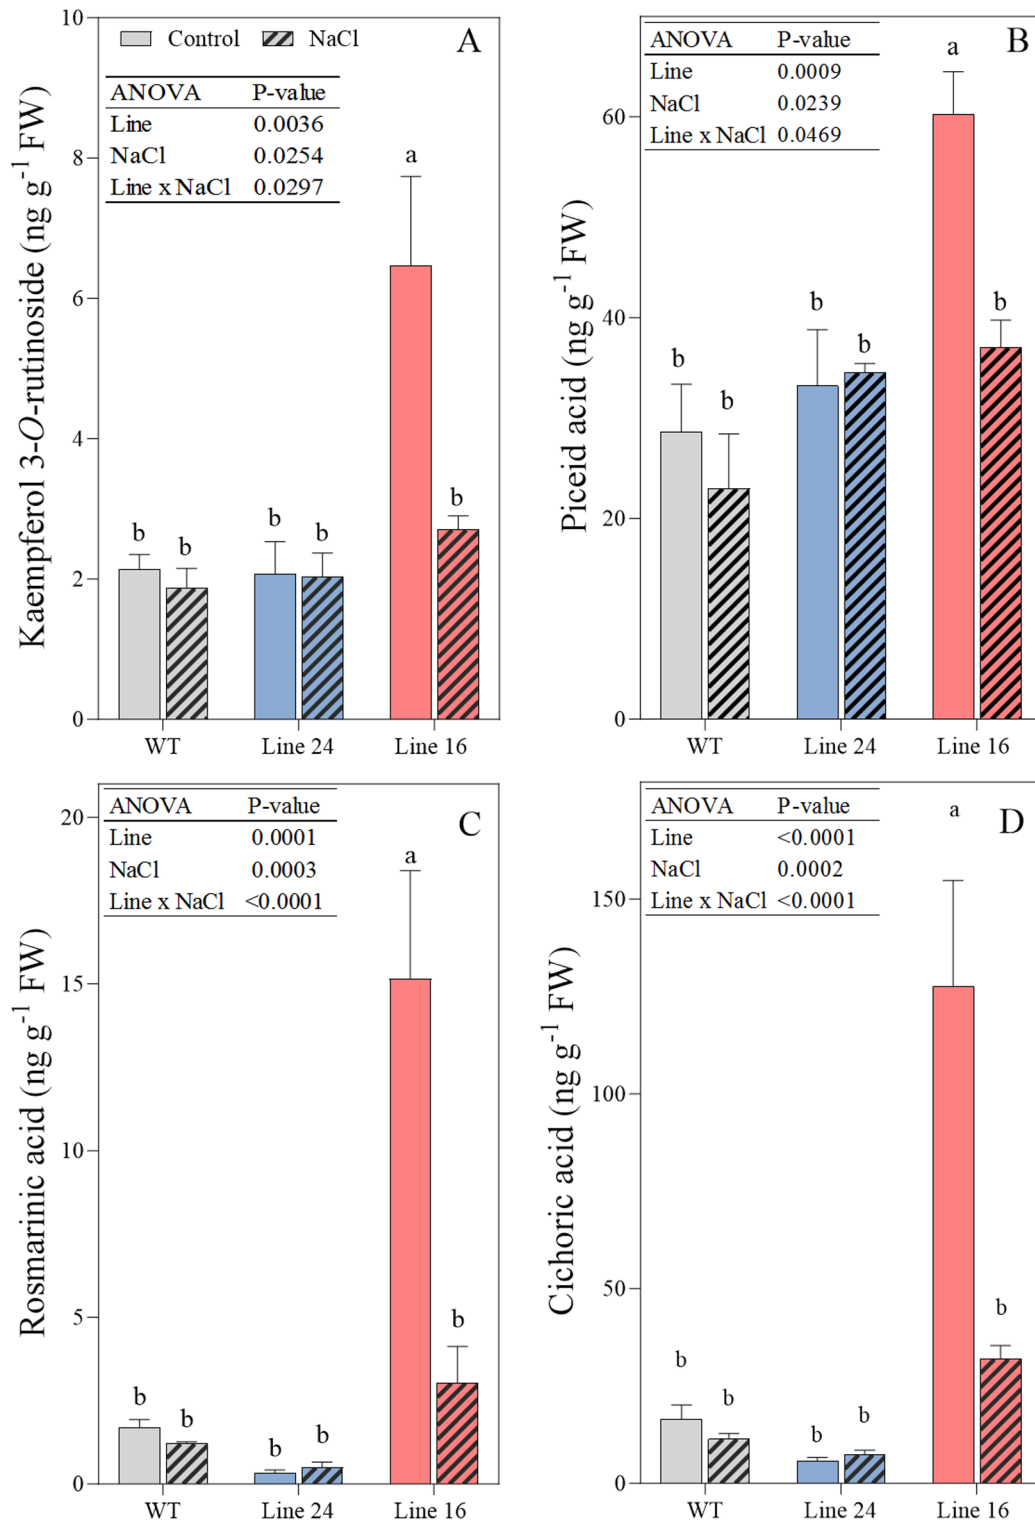 Control NaCl A
ANOVA P-value
Line 0.0036
NaCl 0.0254
Line x NaCl 0.0297
Kaempferol 3-O-rutinoside (ng g-1 FW)
10
8
6
4
2
0
b b b b a b
WT Line 24 Line 16
B
ANOVA P-value
Line 0.0009
NaCl 0.0239
Line x NaCl 0.0469
Piceid acid (ng g-1 FW)
60
40
20
0
b b b b a b
WT Line 24 Line 16
C
ANOVA P-value
Line 0.0001
NaCl 0.0003
Line x NaCl <0.0001
Rosmarinic acid (ng g-1 FW)
20
15
10
5
0
b b b b a b
WT Line 24 Line 16
D
ANOVA P-value
Line <0.0001
NaCl 0.0002
Line x NaCl <0.0001
Cichoric acid (ng g-1 FW)
150
100
50
0
b b b b a b
WT Line 24 Line 16